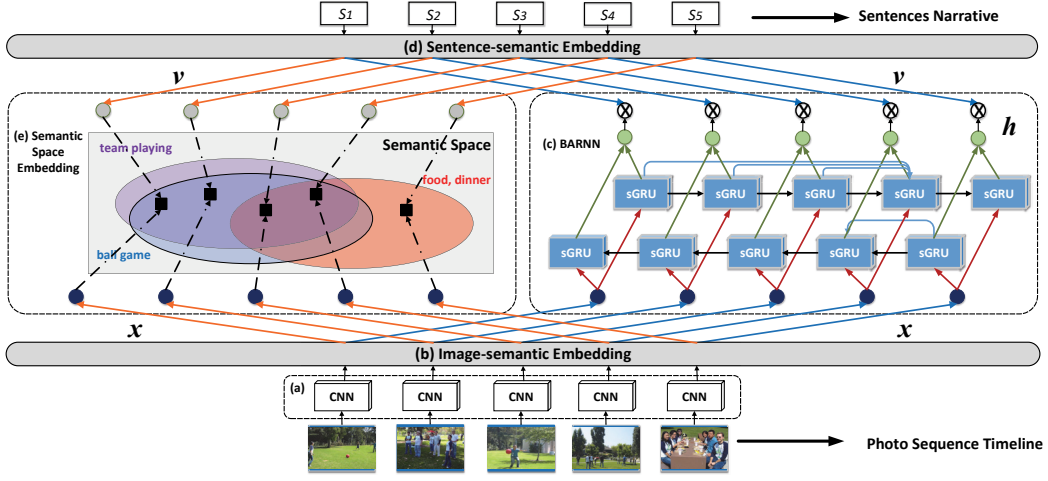 S1 S2 S3 S4 S5 Sentences Narrative
(d) Sentence-semantic Embedding
v v
(e) Semantic
Space
Embedding
team playing
Semantic Space
food, dinner
ball game
(c) BARNN
h
sGRU sGRU sGRU sGRU sGRU
sGRU sGRU sGRU sGRU sGRU
x x
(b) Image-semantic Embedding
(a)
CNN CNN CNN CNN CNN
Photo Sequence Timeline